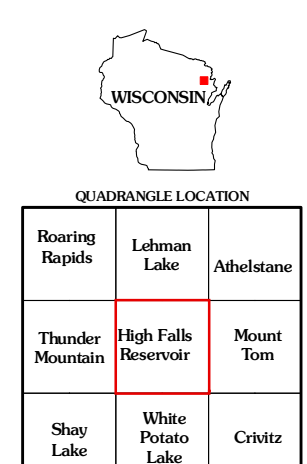 WISCONSIN
QUADRANGLE LOCATION
Roaring
Rapids
Lehman
Lake
Athelstane
Thunder
Mountain
High Falls
Reservoir
Mount
Tom
Shay
Lake
White
Potato
Lake
Crivitz